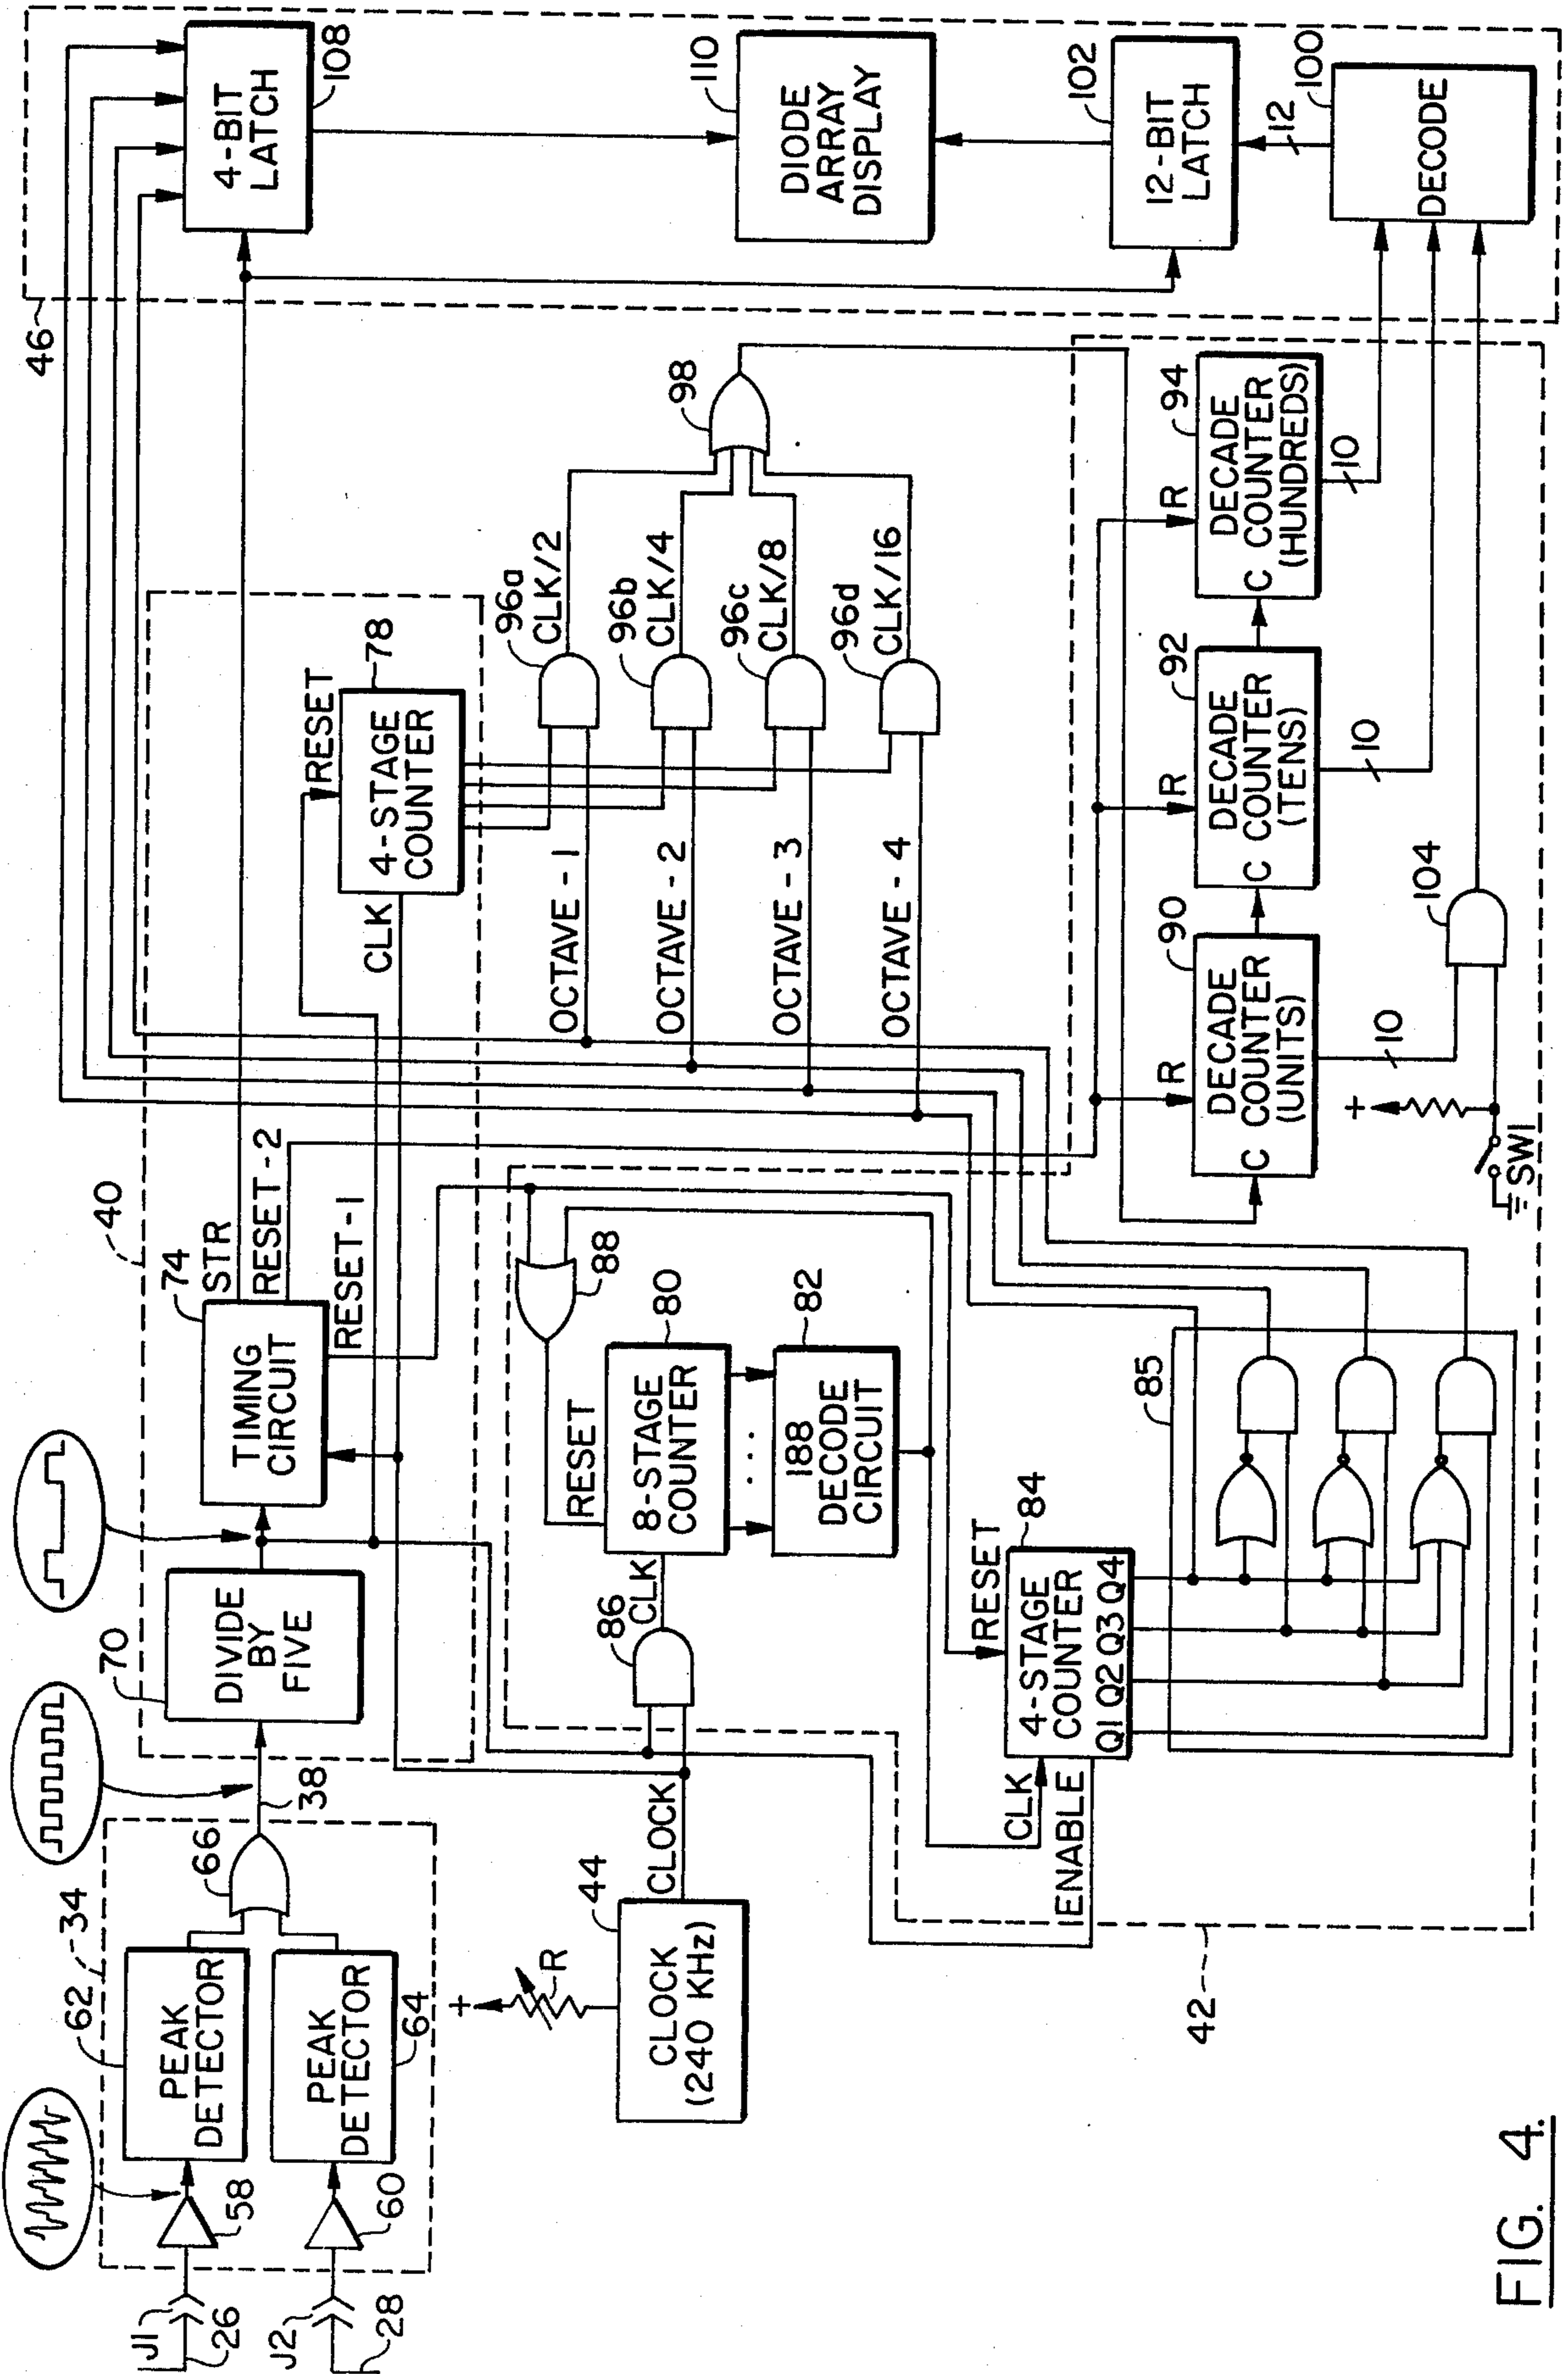 J1
26
J2
28
58
60
62
34
PEAK
DETECTOR
PEAK
DETECTOR
64
66
38
70
DIVIDE
BY
FIVE
40
74
TIMING
CIRCUIT
STR
RESET-2
RESET-1
RESET
78
4-STAGE
COUNTER
CLK
+
R
44
CLOCK
(240 KHz)
CLOCK
86
CLK
RESET
88
80
8-STAGE
COUNTER
82
188
DECODE
CIRCUIT
RESET
84
4-STAGE
COUNTER
Q1 Q2 Q3 Q4
CLK
ENABLE
42
85
OCTAVE-1
OCTAVE-2
OCTAVE-3
OCTAVE-4
96a
CLK/2
96b
CLK/4
96c
CLK/8
96d
CLK/16
98
90
R
DECADE
C COUNTER
(UNITS)
10
92
R
DECADE
C COUNTER
(TENS)
10
94
R
DECADE
C COUNTER
(HUNDREDS)
10
+
SW1
104
46
4-BIT
LATCH
108
110
DIODE
ARRAY
DISPLAY
102
12-BIT
LATCH
12
100
DECODE
FIG. 4.